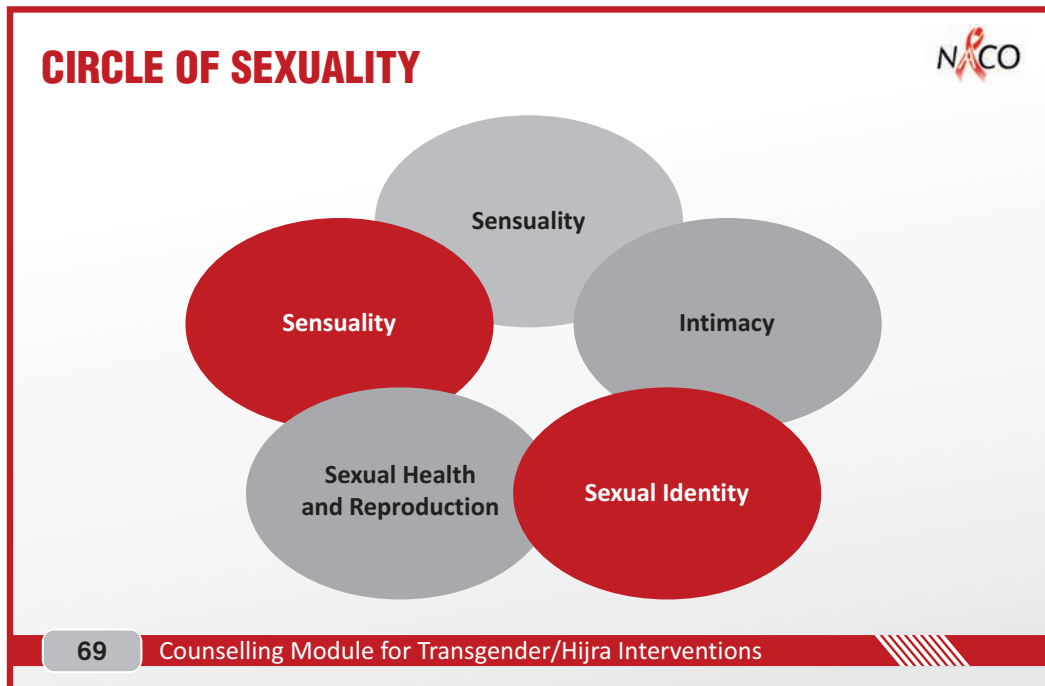 CIRCLE OF SEXUALITY
NACO
Sensuality
Sensuality
Intimacy
Sexual Health
and Reproduction
Sexual Identity
69
Counselling Module for Transgender/Hijra Interventions